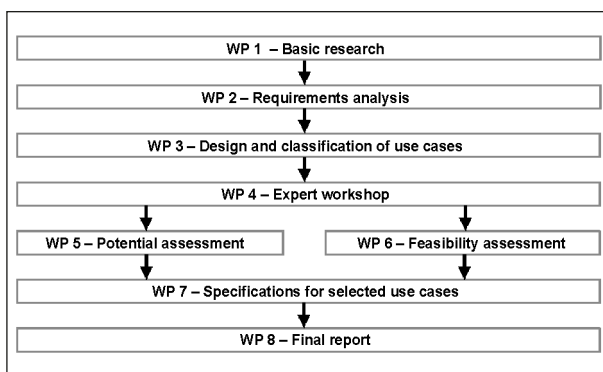 WP 1 – Basic research
WP 2 – Requirements analysis
WP 3 – Design and classification of use cases
WP 4 – Expert workshop
WP 5 – Potential assessment
WP 6 – Feasibility assessment
WP 7 – Specifications for selected use cases
WP 8 – Final report